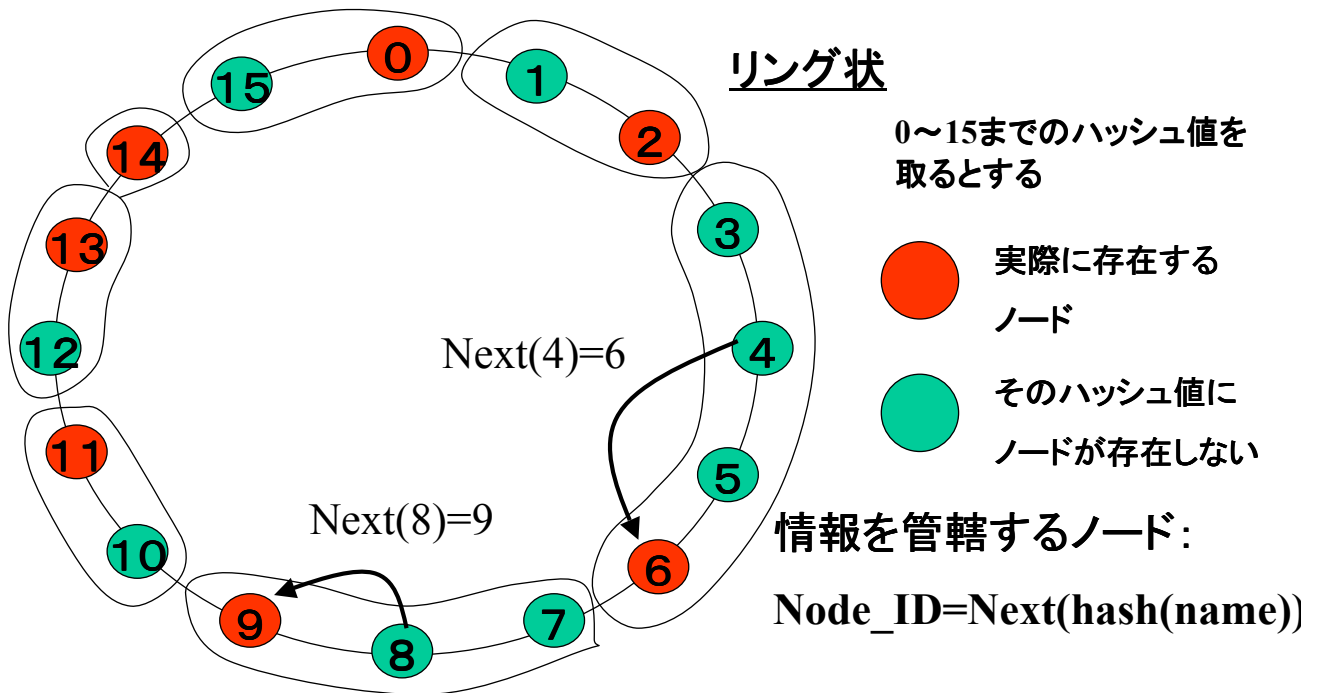 リング状
0～15までのハッシュ値を
取るとする
実際に存在する
ノード
そのハッシュ値に
ノードが存在しない
情報を管轄するノード：
Node_ID=Next(hash(name))
Next(4)=6
Next(8)=9
0
1
2
3
4
5
6
7
8
9
10
11
12
13
14
15